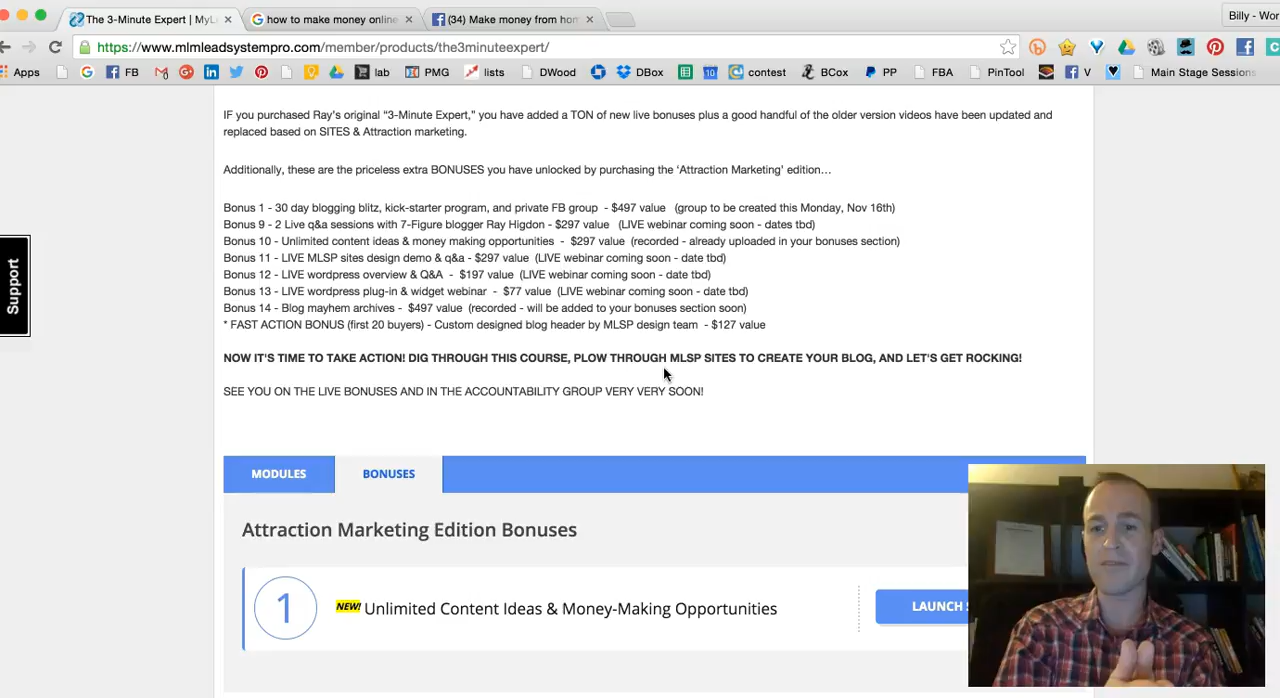 The 3-Minute Expert | MyL
how to make money online
(34) Make money from hom
Billy - Wor
https://www.mlmleadsystempro.com/member/products/the3minuteexpert/
Apps FB lab PMG lists DWood DBox 10 contest BCox PP FBA PinTool V Main Stage Sessions
IF you purchased Ray's original "3-Minute Expert," you have added a TON of new live bonuses plus a good handful of the older version videos have been updated and
replaced based on SITES & Attraction marketing.
Additionally, these are the priceless extra BONUSES you have unlocked by purchasing the 'Attraction Marketing' edition…
Bonus 1 - 30 day blogging blitz, kick-starter program, and private FB group - $497 value (group to be created this Monday, Nov 16th)
Bonus 9 - 2 Live q&a sessions with 7-Figure blogger Ray Higdon - $297 value (LIVE webinar coming soon - dates tbd)
Bonus 10 - Unlimited content ideas & money making opportunities - $297 value (recorded - already uploaded in your bonuses section)
Bonus 11 - LIVE MLSP sites design demo & q&a - $297 value (LIVE webinar coming soon - date tbd)
Bonus 12 - LIVE wordpress overview & Q&A - $197 value (LIVE webinar coming soon - date tbd)
Bonus 13 - LIVE wordpress plug-in & widget webinar - $77 value (LIVE webinar coming soon - date tbd)
Bonus 14 - Blog mayhem archives - $497 value (recorded - will be added to your bonuses section soon)
* FAST ACTION BONUS (first 20 buyers) - Custom designed blog header by MLSP design team - $127 value
Support
NOW IT'S TIME TO TAKE ACTION! DIG THROUGH THIS COURSE, PLOW THROUGH MLSP SITES TO CREATE YOUR BLOG, AND LET'S GET ROCKING!
SEE YOU ON THE LIVE BONUSES AND IN THE ACCOUNTABILITY GROUP VERY VERY SOON!
MODULES BONUSES
Attraction Marketing Edition Bonuses
1 NEW! Unlimited Content Ideas & Money-Making Opportunities LAUNCH